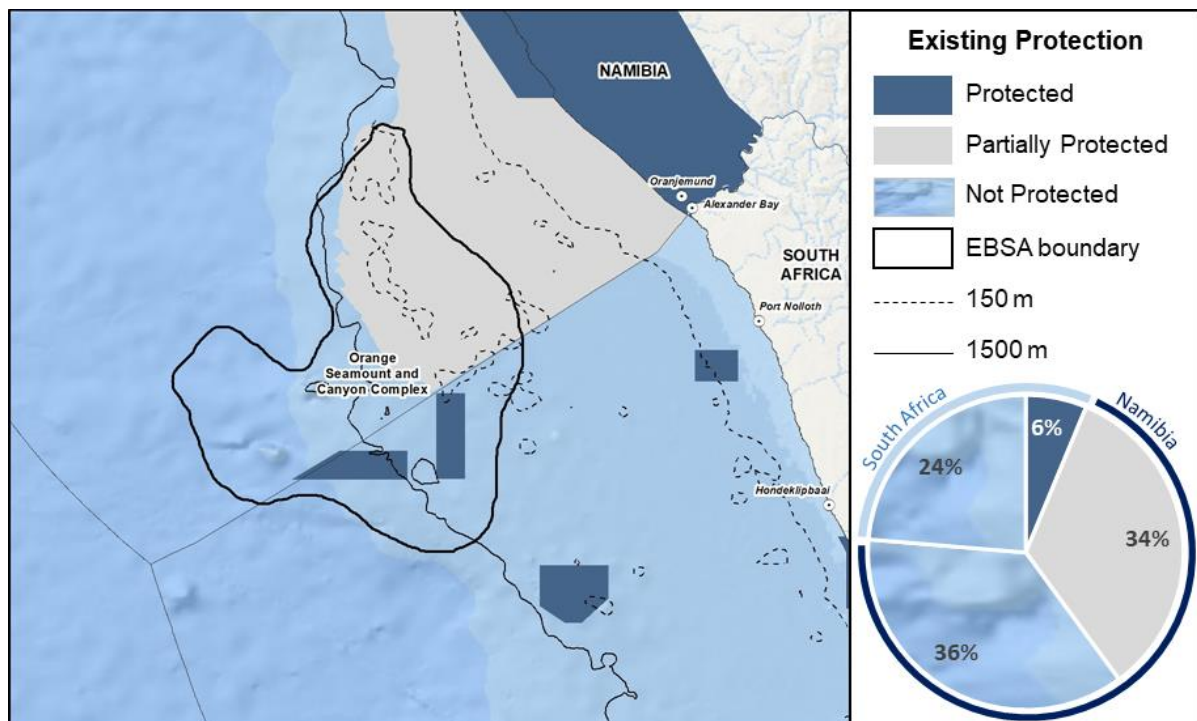 NAMIBIA
Oranjemund
Alexander Bay
SOUTH
AFRICA
Port Nolloth
Orange
Seamount and
Canyon Complex
Hondeklipbaai
Existing Protection
Protected
Partially Protected
Not Protected
EBSA boundary
150 m
1500 m
South Africa
Namibia
6%
24%
34%
36%